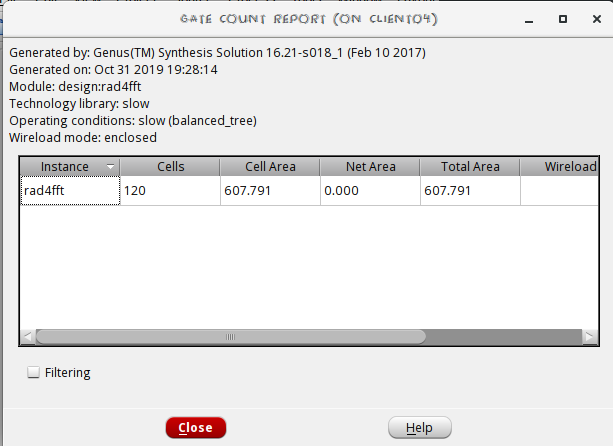 GATE COUNT REPORT (ON CLIENT04)
Generated by: Genus(TM) Synthesis Solution 16.21-s018_1 (Feb 10 2017)
Generated on: Oct 31 2019 19:28:14
Module: design:rad4fft
Technology library: slow
Operating conditions: slow (balanced_tree)
Wireload mode: enclosed
Instance Cells Cell Area Net Area Total Area Wireload
rad4fft 120 607.791 0.000 607.791
Filtering
Close Help